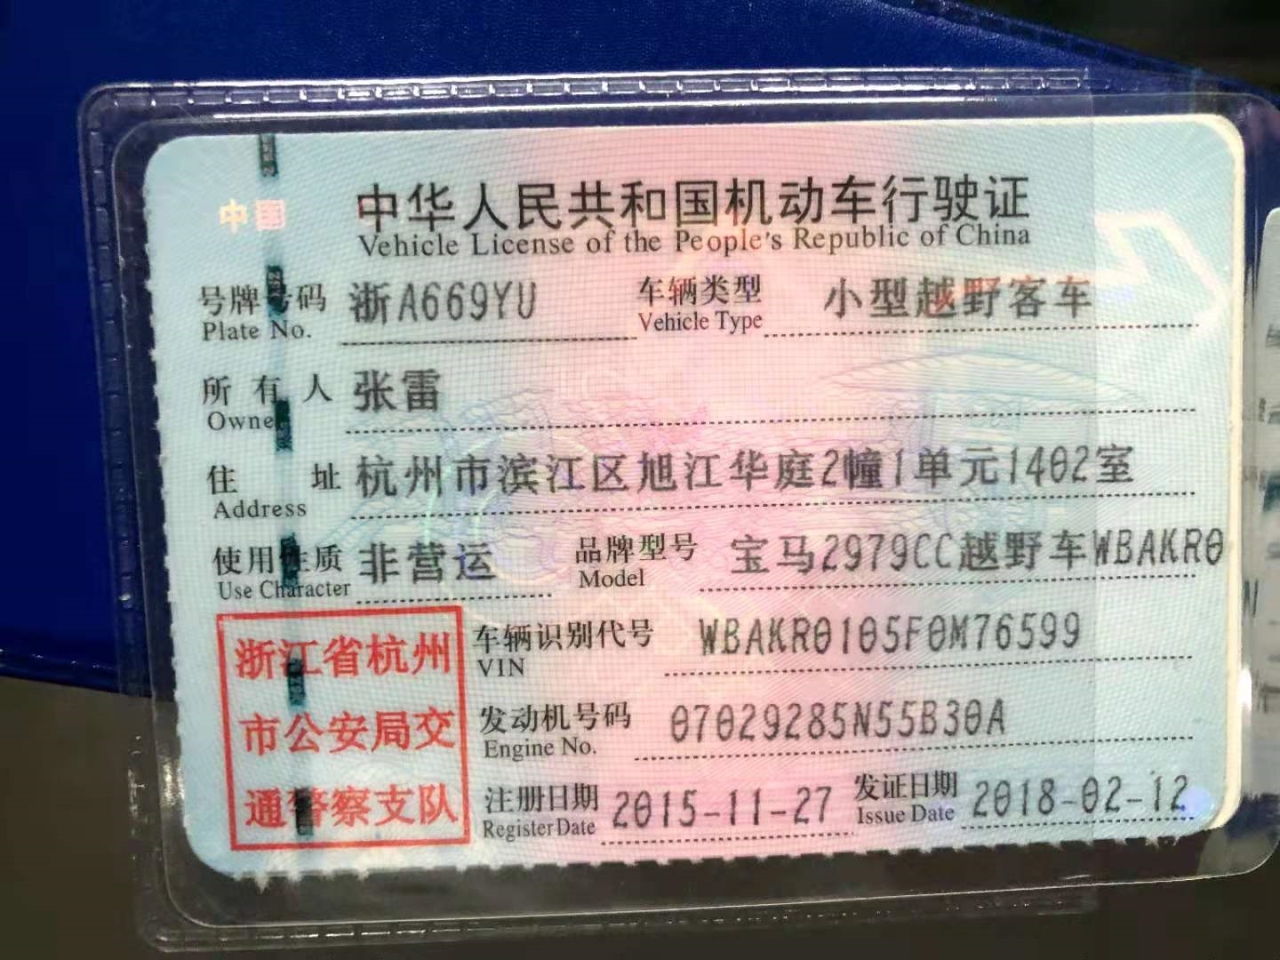 中国
中华人民共和国机动车行驶证
Vehicle License of the People's Republic of China
号牌号码 浙A669YU 车辆类型 小型越野客车
Plate No. Vehicle Type
所有人 张雷
Owner
住址 杭州市滨江区旭江华庭2幢1单元1402室
Address
使用性质 非营运 品牌型号 宝马2979CC越野车WBAKR0
Use Character Model
浙江省杭州
市公安局交
通警察支队
车辆识别代号 WBAKR0105F0M76599
VIN
发动机号码 07029285N55B30A
Engine No.
注册日期 2015-11-27 发证日期 2018-02-12
Register Date Issue Date